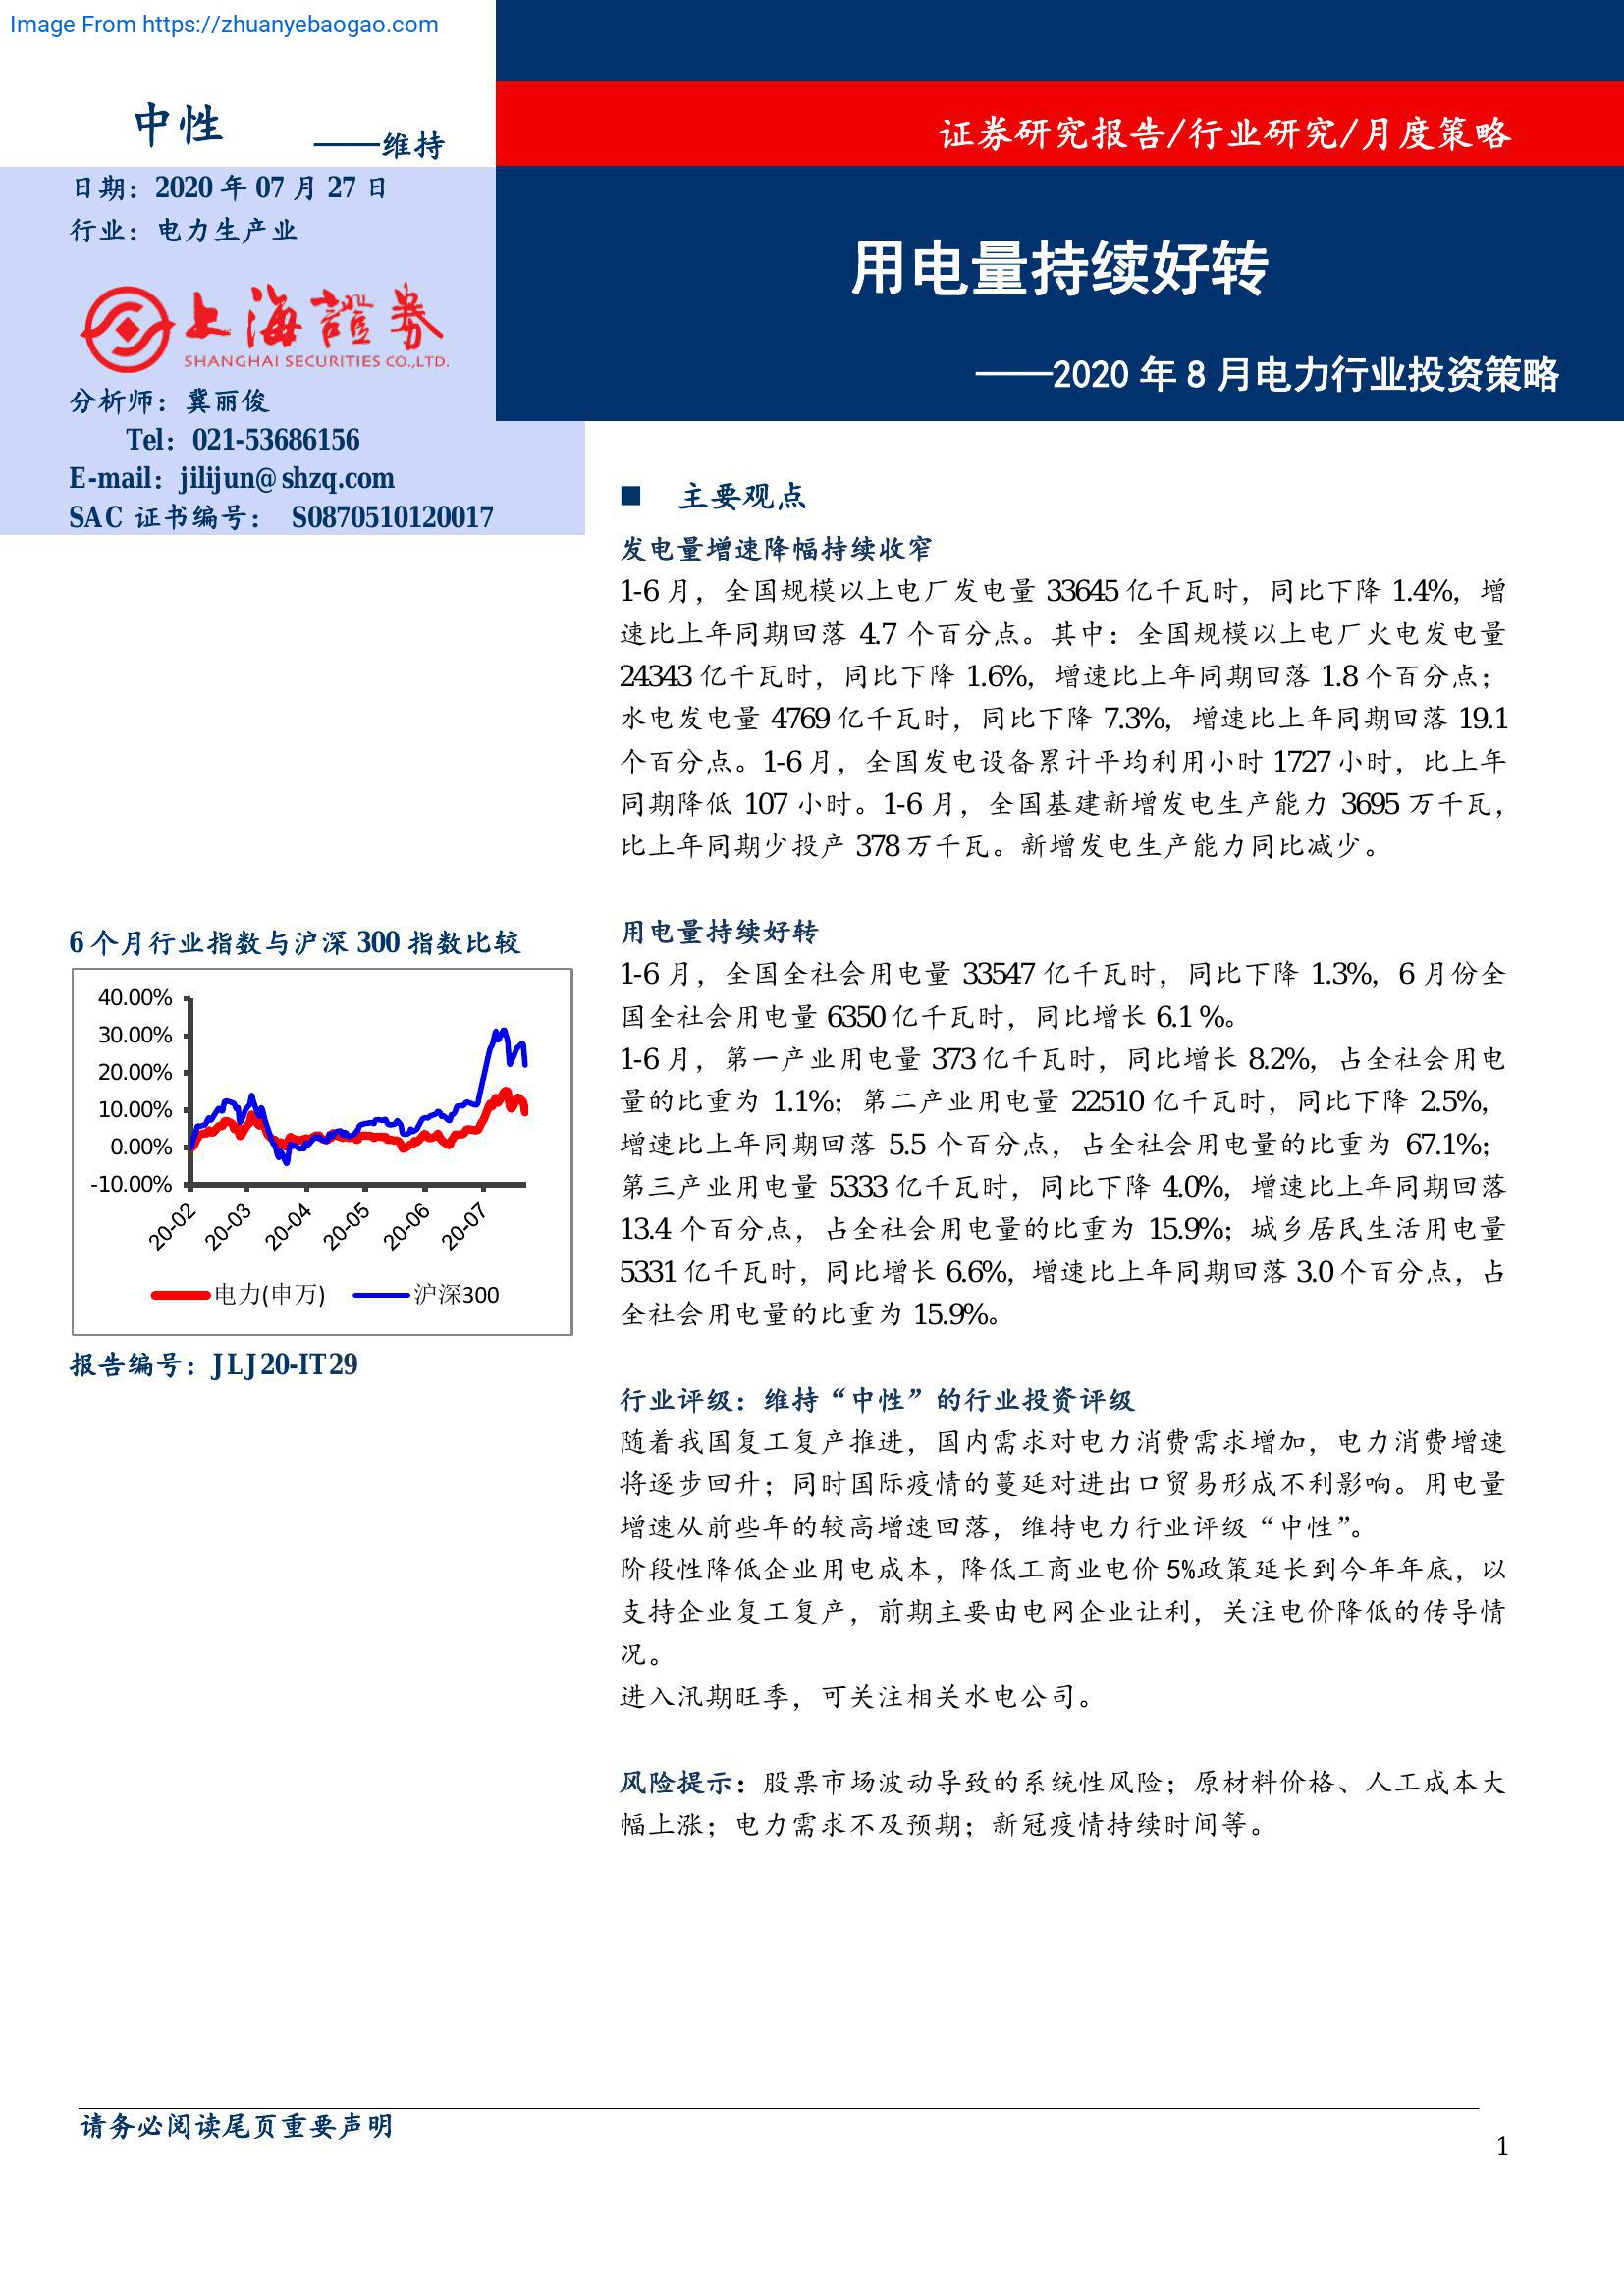 Image From https://zhuanyebaogao.com
中性
——维持
证券研究报告/行业研究/月度策略
日期：2020 年 07 月 27 日
行业：电力生产业
用电量持续好转
——2020 年 8 月电力行业投资策略
上海證券
SHANGHAI SECURITIES CO.,LTD.
分析师：冀丽俊
Tel：021-53686156
E-mail：jilijun@shzq.com
SAC 证书编号： S0870510120017
6 个月行业指数与沪深 300 指数比较
40.00%
30.00%
20.00%
10.00%
0.00%
-10.00%
20-02 20-03 20-04 20-05 20-06 20-07
电力(申万) 沪深300
报告编号：JLJ20-IT29
■ 主要观点
发电量增速降幅持续收窄
1-6 月，全国规模以上电厂发电量 33645 亿千瓦时，同比下降 1.4%，增
速比上年同期回落 4.7 个百分点。其中：全国规模以上电厂火电发电量
24343 亿千瓦时，同比下降 1.6%，增速比上年同期回落 1.8 个百分点；
水电发电量 4769 亿千瓦时，同比下降 7.3%，增速比上年同期回落 19.1
个百分点。1-6 月，全国发电设备累计平均利用小时 1727 小时，比上年
同期降低 107 小时。1-6 月，全国基建新增发电生产能力 3695 万千瓦，
比上年同期少投产 378 万千瓦。新增发电生产能力同比减少。
用电量持续好转
1-6 月，全国全社会用电量 33547 亿千瓦时，同比下降 1.3%，6 月份全
国全社会用电量 6350 亿千瓦时，同比增长 6.1 %。
1-6 月，第一产业用电量 373 亿千瓦时，同比增长 8.2%，占全社会用电
量的比重为 1.1%；第二产业用电量 22510 亿千瓦时，同比下降 2.5%，
增速比上年同期回落 5.5 个百分点，占全社会用电量的比重为 67.1%；
第三产业用电量 5333 亿千瓦时，同比下降 4.0%，增速比上年同期回落
13.4 个百分点，占全社会用电量的比重为 15.9%；城乡居民生活用电量
5331 亿千瓦时，同比增长 6.6%，增速比上年同期回落 3.0 个百分点，占
全社会用电量的比重为 15.9%。
行业评级：维持“中性”的行业投资评级
随着我国复工复产推进，国内需求对电力消费需求增加，电力消费增速
将逐步回升；同时国际疫情的蔓延对进出口贸易形成不利影响。用电量
增速从前些年的较高增速回落，维持电力行业评级“中性”。
阶段性降低企业用电成本，降低工商业电价 5%政策延长到今年年底，以
支持企业复工复产，前期主要由电网企业让利，关注电价降低的传导情
况。
进入汛期旺季，可关注相关水电公司。
风险提示：股票市场波动导致的系统性风险；原材料价格、人工成本大
幅上涨；电力需求不及预期；新冠疫情持续时间等。
请务必阅读尾页重要声明
1